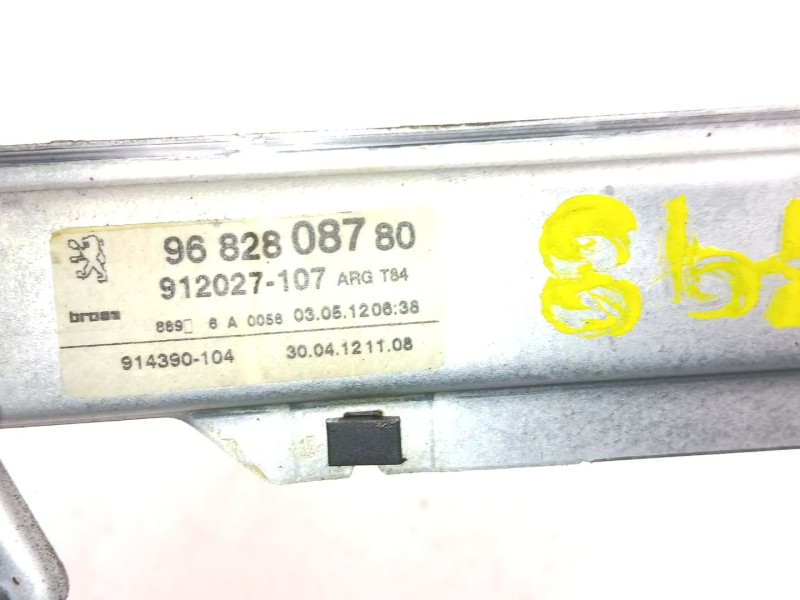 96 828 087 80
912027-107 ARG T84
brose
889▯ 6 A 0056 03.05.12 06:38
914390-104 30.04.12 11.08